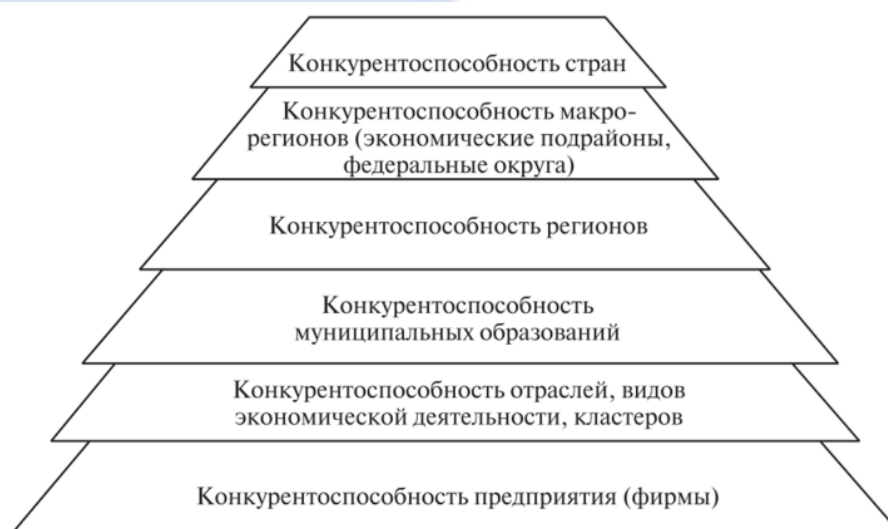 Конкурентоспособность стран
Конкурентоспособность макро-
регионов (экономические подрайоны,
федеральные округа)
Конкурентоспособность регионов
Конкурентоспособность
муниципальных образований
Конкурентоспособность отраслей, видов
экономической деятельности, кластеров
Конкурентоспособность предприятия (фирмы)